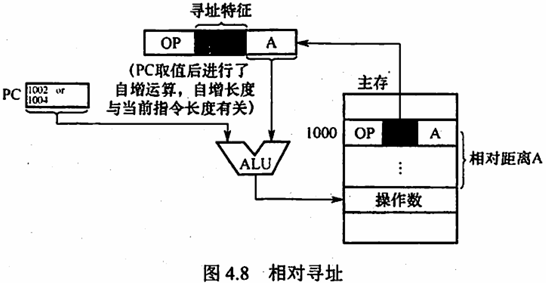 寻址特征
OP
A
(PC取值后进行了
自增运算，自增长度
与当前指令长度有关)
PC
1002 or
1004
ALU
主存
1000
OP
A
⋮
相对距离A
操作数
图 4.8 相对寻址